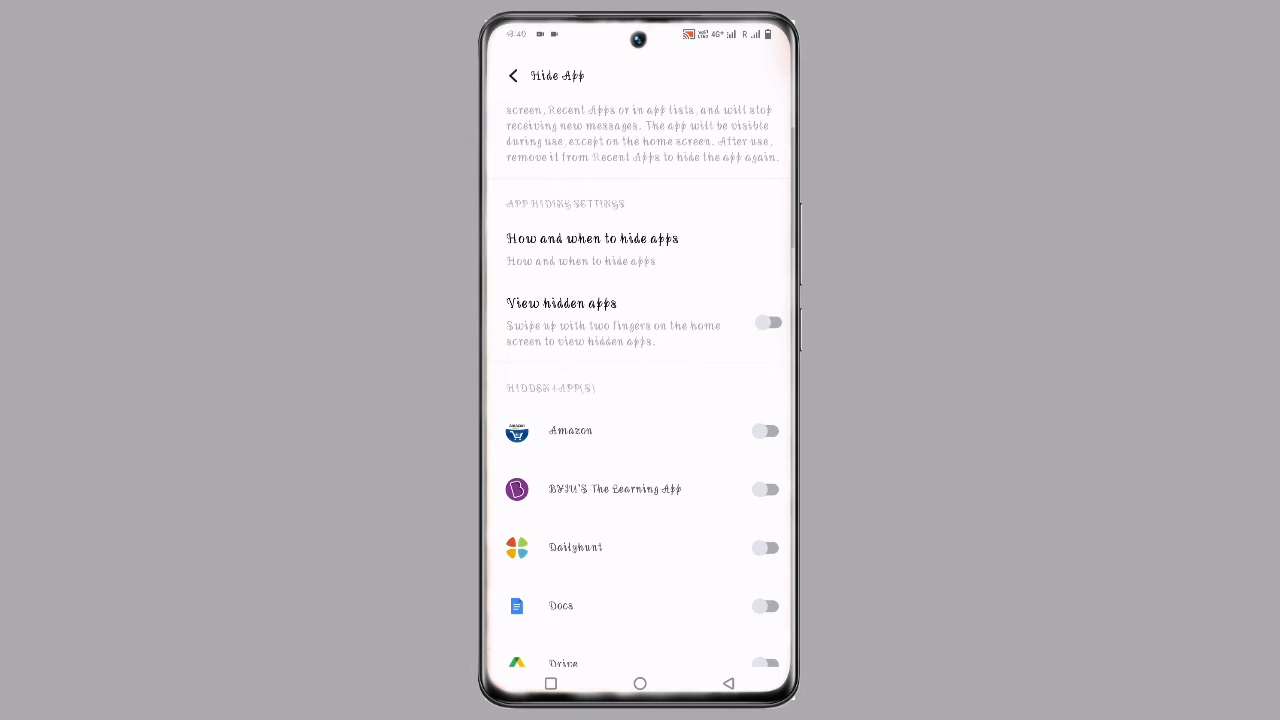 18:40
4G+
R
Hide App
screen, Recent Apps or in app lists, and will stop
receiving new messages. The app will be visible
during use, except on the home screen. After use,
remove it from Recent Apps to hide the app again.
APP HIDING SETTINGS
How and when to hide apps
How and when to hide apps
View hidden apps
Swipe up with two fingers on the home
screen to view hidden apps.
HIDDEN (APP(S)
amazon
Amazon
B
BYJU'S The Learning App
Dailyhunt
Docs
Drive